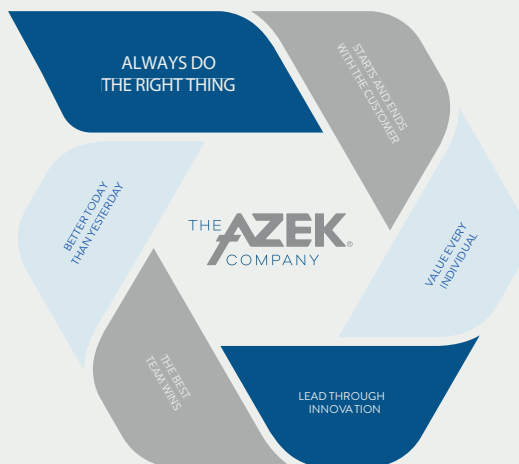 ALWAYS DO
THE RIGHT THING
STARTS AND ENDS
WITH THE CUSTOMER
VALUE EVERY
INDIVIDUAL
LEAD THROUGH
INNOVATION
THE BEST
TEAM WINS
BETTER TODAY
THAN YESTERDAY
THE AZEK®
COMPANY